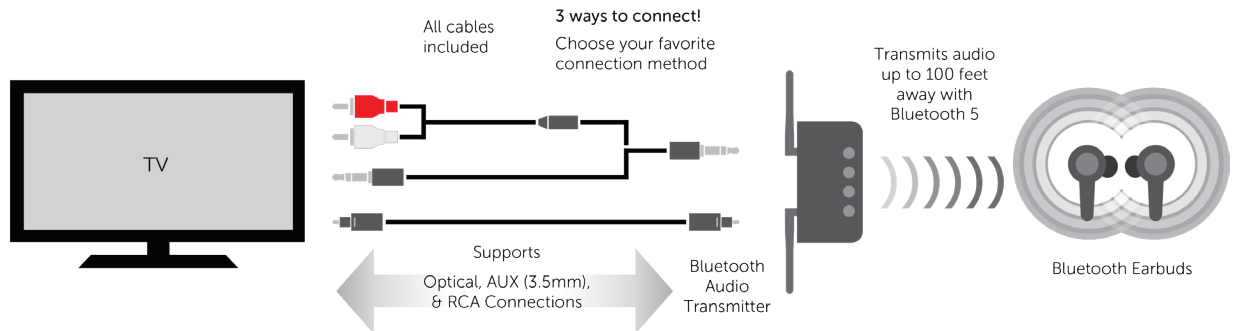 TV
All cables
included
3 ways to connect!
Choose your favorite
connection method
Supports
Optical, AUX (3.5mm),
& RCA Connections
Bluetooth
Audio
Transmitter
Transmits audio
up to 100 feet
away with
Bluetooth 5
Bluetooth Earbuds